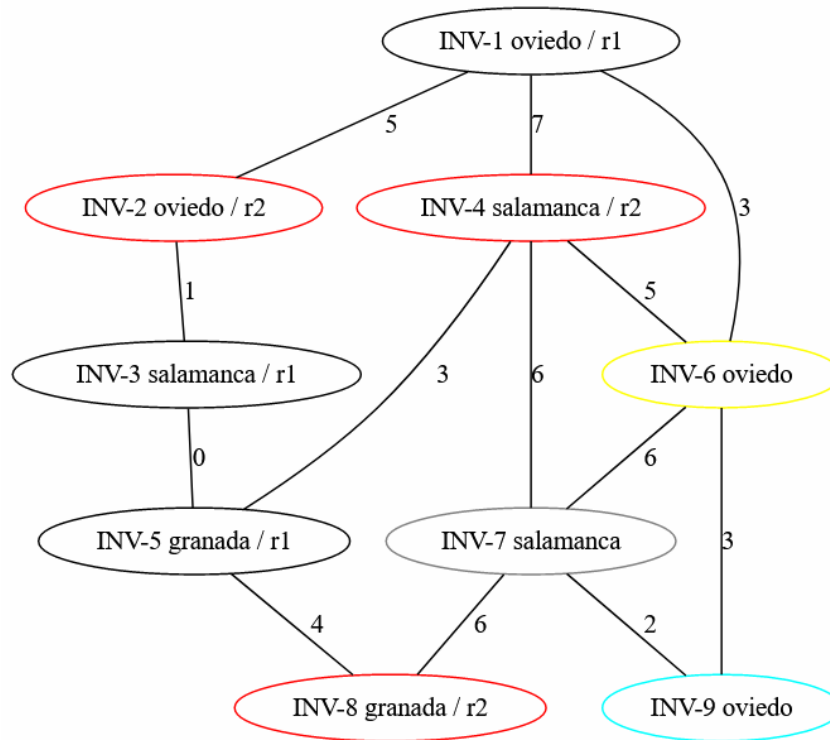 INV-1 oviedo / r1
5
7
INV-2 oviedo / r2
INV-4 salamanca / r2
3
1
5
INV-3 salamanca / r1
3
6
INV-6 oviedo
0
6
INV-5 granada / r1
INV-7 salamanca
3
4
6
2
INV-8 granada / r2
INV-9 oviedo